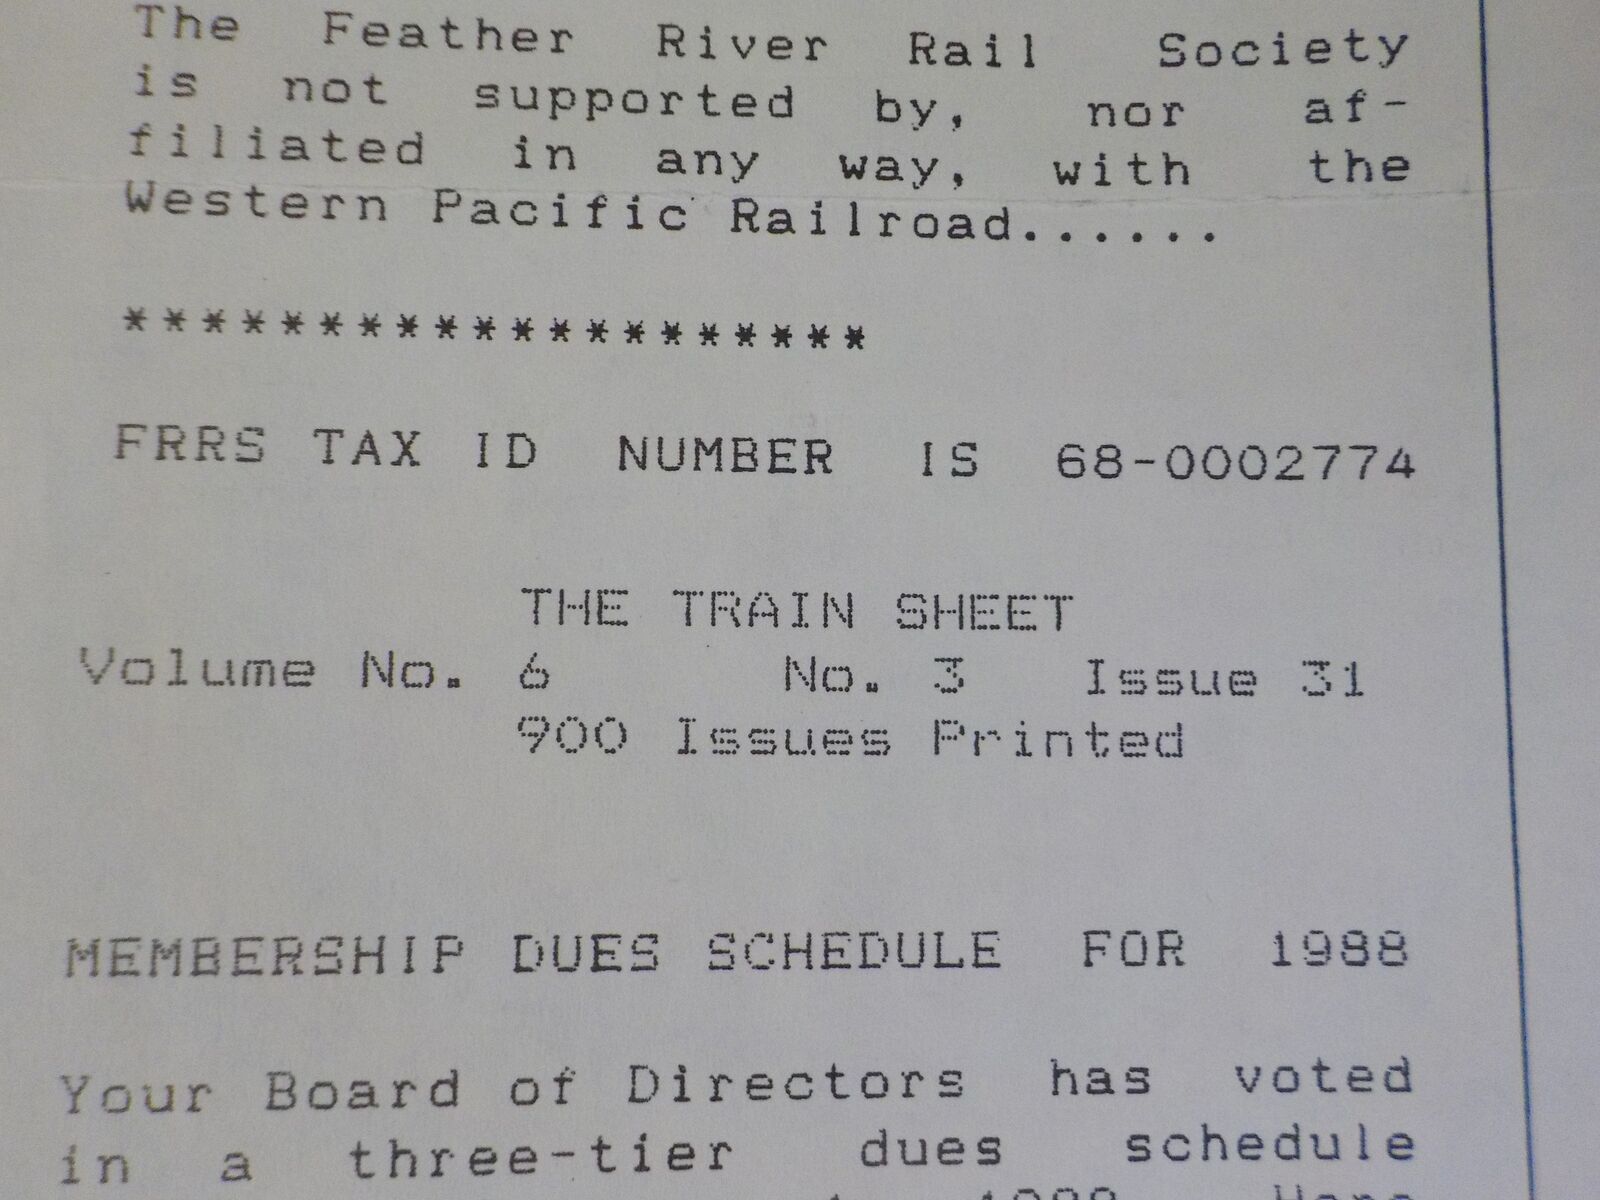 The Feather River Rail Society
is not supported by, nor af-
filiated in any way, with the
Western Pacific Railroad......
********************
FRRS TAX ID NUMBER IS 68-0002774
THE TRAIN SHEET
Volume No. 6 No. 3 Issue 31
900 Issues Printed
MEMBERSHIP DUES SCHEDULE FOR 1988
Your Board of Directors has voted
in a three-tier dues schedule